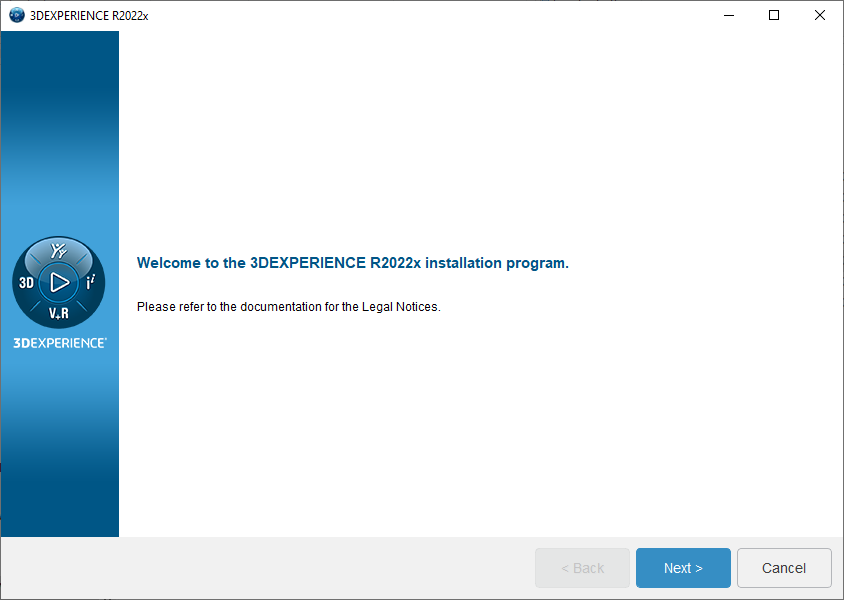 3DEXPERIENCE R2022x
3D
V+R
3DEXPERIENCE
Welcome to the 3DEXPERIENCE R2022x installation program.
Please refer to the documentation for the Legal Notices.
< Back
Next >
Cancel